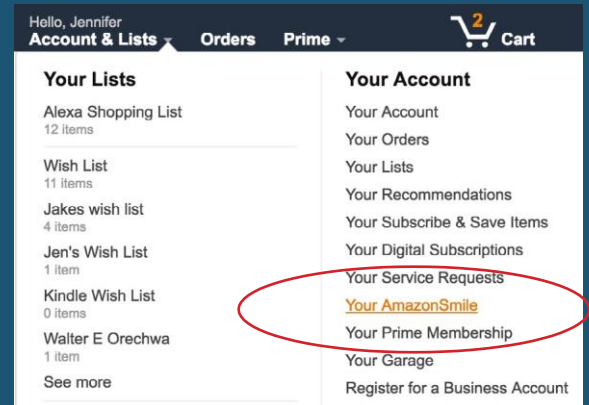 Hello, Jennifer
Account & Lists Orders Prime 2 Cart
Your Lists
Alexa Shopping List
12 items
Wish List
11 items
Jakes wish list
4 items
Jen's Wish List
1 item
Kindle Wish List
0 items
Walter E Orechwa
1 item
See more
Your Account
Your Account
Your Orders
Your Lists
Your Recommendations
Your Subscribe & Save Items
Your Digital Subscriptions
Your Service Requests
Your AmazonSmile
Your Prime Membership
Your Garage
Register for a Business Account